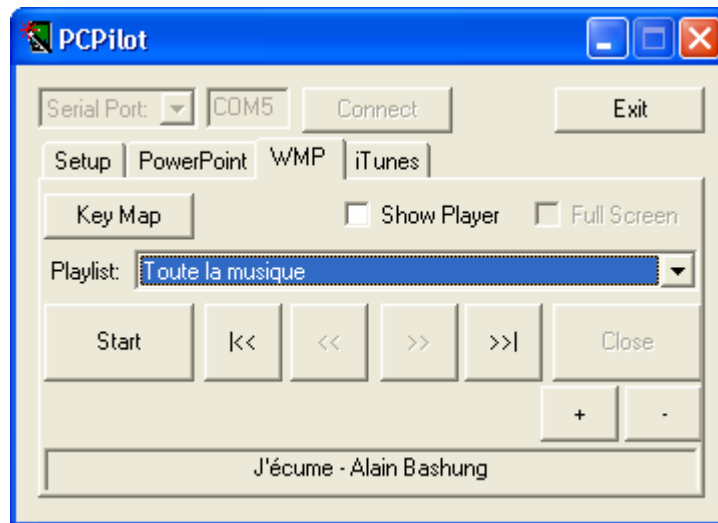 PCPilot
Serial Port: COM5 Connect Exit
Setup PowerPoint WMP iTunes
Key Map Show Player Full Screen
Playlist: Toute la musique
Start |<< << >> >>| Close
+ -
J'écume - Alain Bashung